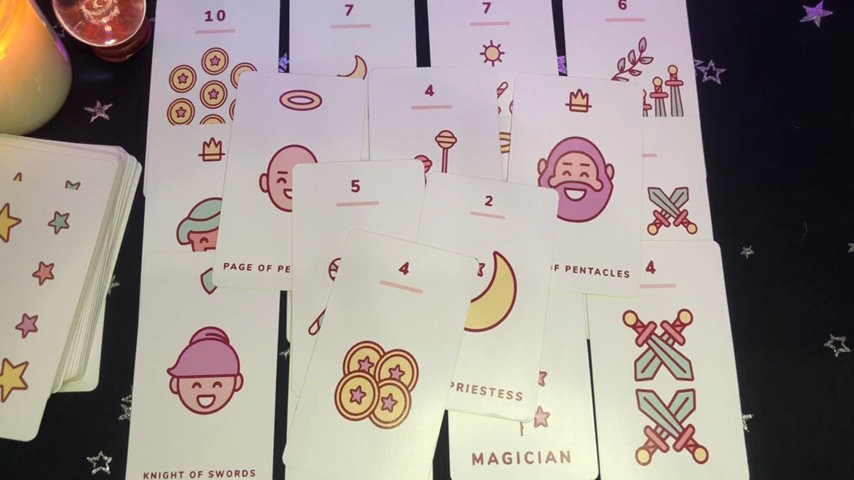 10
7
7
6
4
5
2
PAGE OF PE
OF PENTACLES
4
4
PRIESTESS
MAGICIAN
KNIGHT OF SWORDS